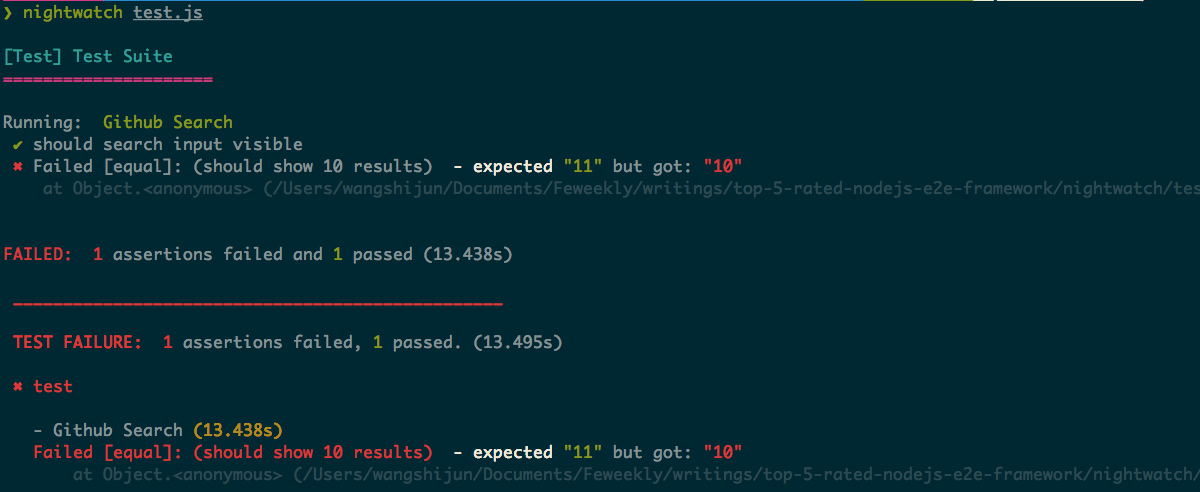 ❯ nightwatch test.js
[Test] Test Suite
=====================
Running:  Github Search
✔ should search input visible
✖ Failed [equal]: (should show 10 results)  - expected "11" but got: "10"
at Object.<anonymous> (/Users/wangshijun/Documents/Feweekly/writings/top-5-rated-nodejs-e2e-framework/nightwatch/tes
FAILED:  1 assertions failed and 1 passed (13.438s)
_________________________________________________
TEST FAILURE:  1 assertions failed, 1 passed. (13.495s)
✖ test
- Github Search (13.438s)
Failed [equal]: (should show 10 results)  - expected "11" but got: "10"
at Object.<anonymous> (/Users/wangshijun/Documents/Feweekly/writings/top-5-rated-nodejs-e2e-framework/nightwatch/